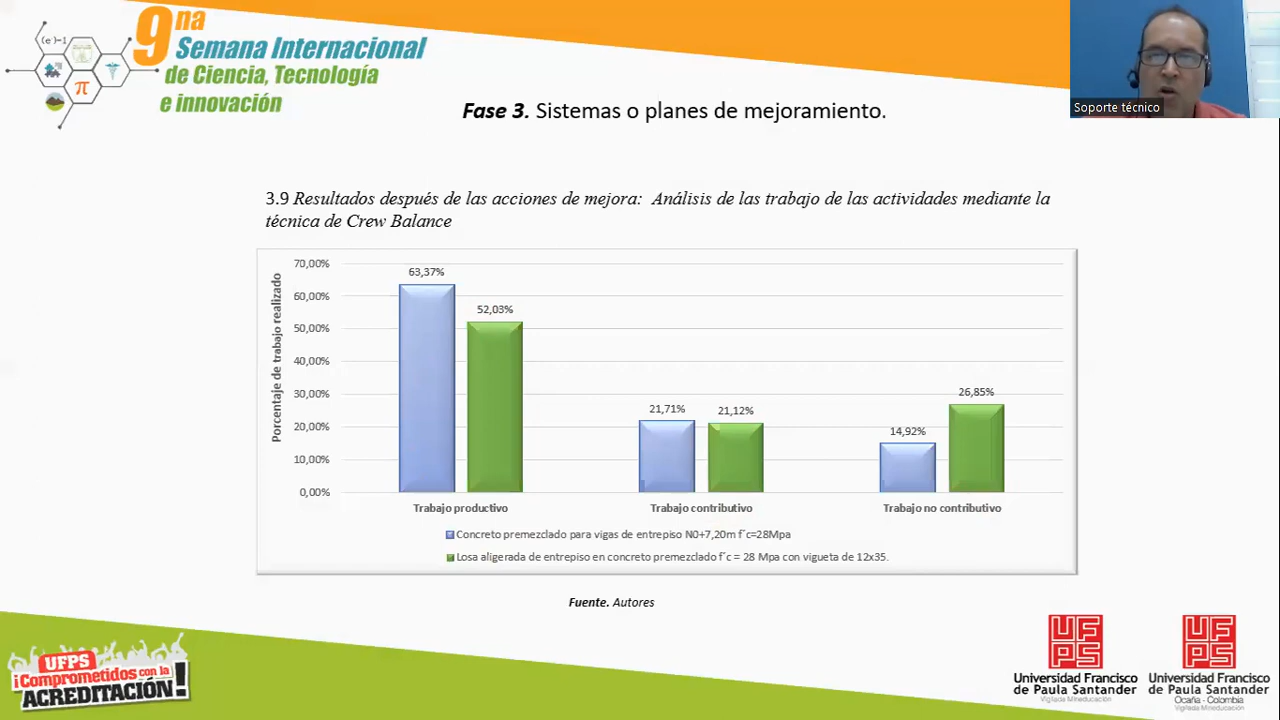 9na
Semana Internacional
de Ciencia, Tecnología
e innovación
(e′)=1
π
Soporte técnico
Fase 3. Sistemas o planes de mejoramiento.
3.9 Resultados después de las acciones de mejora: Análisis de las trabajo de las actividades mediante la
técnica de Crew Balance
Porcentaje de trabajo realizado
70,00%
60,00%
50,00%
40,00%
30,00%
20,00%
10,00%
0,00%
63,37%
52,03%
21,71%
21,12%
14,92%
26,85%
Trabajo productivo
Trabajo contributivo
Trabajo no contributivo
Concreto premezclado para vigas de entrepiso N0+7,20m f´c=28Mpa
Losa aligerada de entrepiso en concreto premezclado f´c = 28 Mpa con vigueta de 12x35.
Fuente. Autores
UFPS
¡Comprometidos con la
ACREDITACIÓN!
UFPS
Universidad Francisco
de Paula Santander
Vigilada Mineducación
UFPS
Universidad Francisco
de Paula Santander
Ocaña - Colombia
Vigilada Mineducación